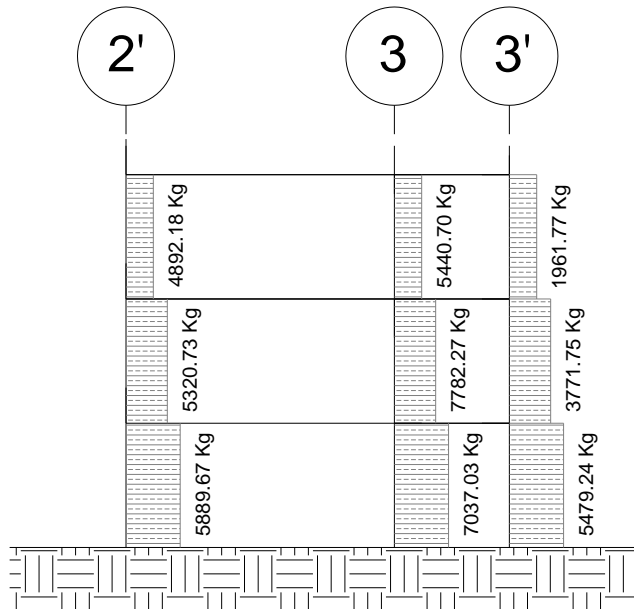 2'
3
3'
4892.18 Kg
5440.70 Kg
1961.77 Kg
5320.73 Kg
7782.27 Kg
3771.75 Kg
5889.67 Kg
7037.03 Kg
5479.24 Kg